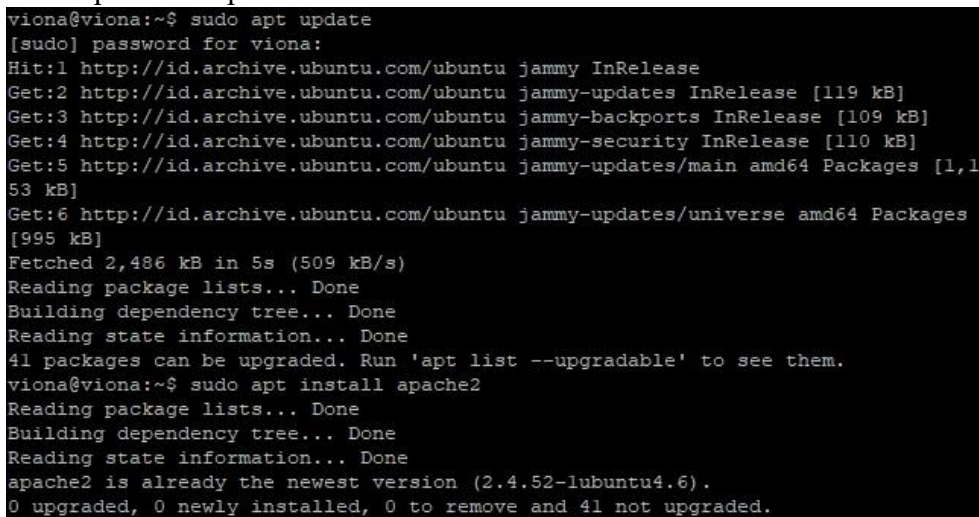 viona@viona:~$ sudo apt update
[sudo] password for viona:
Hit:1 http://id.archive.ubuntu.com/ubuntu jammy InRelease
Get:2 http://id.archive.ubuntu.com/ubuntu jammy-updates InRelease [119 kB]
Get:3 http://id.archive.ubuntu.com/ubuntu jammy-backports InRelease [109 kB]
Get:4 http://id.archive.ubuntu.com/ubuntu jammy-security InRelease [110 kB]
Get:5 http://id.archive.ubuntu.com/ubuntu jammy-updates/main amd64 Packages [1,1
53 kB]
Get:6 http://id.archive.ubuntu.com/ubuntu jammy-updates/universe amd64 Packages
[995 kB]
Fetched 2,486 kB in 5s (509 kB/s)
Reading package lists... Done
Building dependency tree... Done
Reading state information... Done
41 packages can be upgraded. Run 'apt list --upgradable' to see them.
viona@viona:~$ sudo apt install apache2
Reading package lists... Done
Building dependency tree... Done
Reading state information... Done
apache2 is already the newest version (2.4.52-1ubuntu4.6).
0 upgraded, 0 newly installed, 0 to remove and 41 not upgraded.